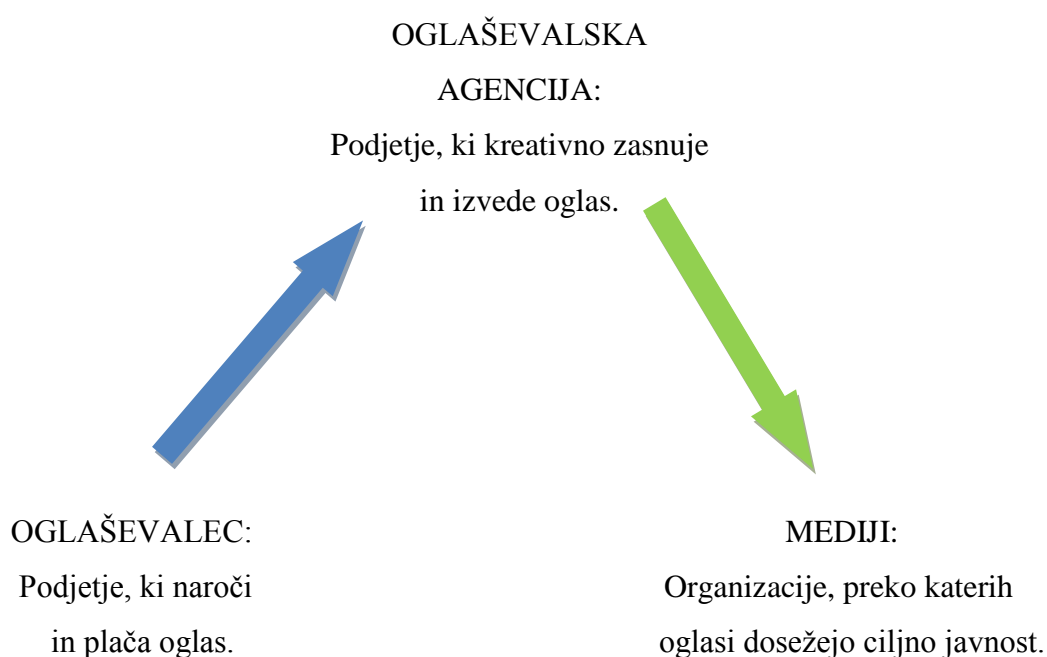 OGLAŠEVALSKA
AGENCIJA:
Podjetje, ki kreativno zasnuje
in izvede oglas.
OGLAŠEVALEC:
Podjetje, ki naroči
in plača oglas.
MEDIJI:
Organizacije, preko katerih
oglasi dosežejo ciljno javnost.